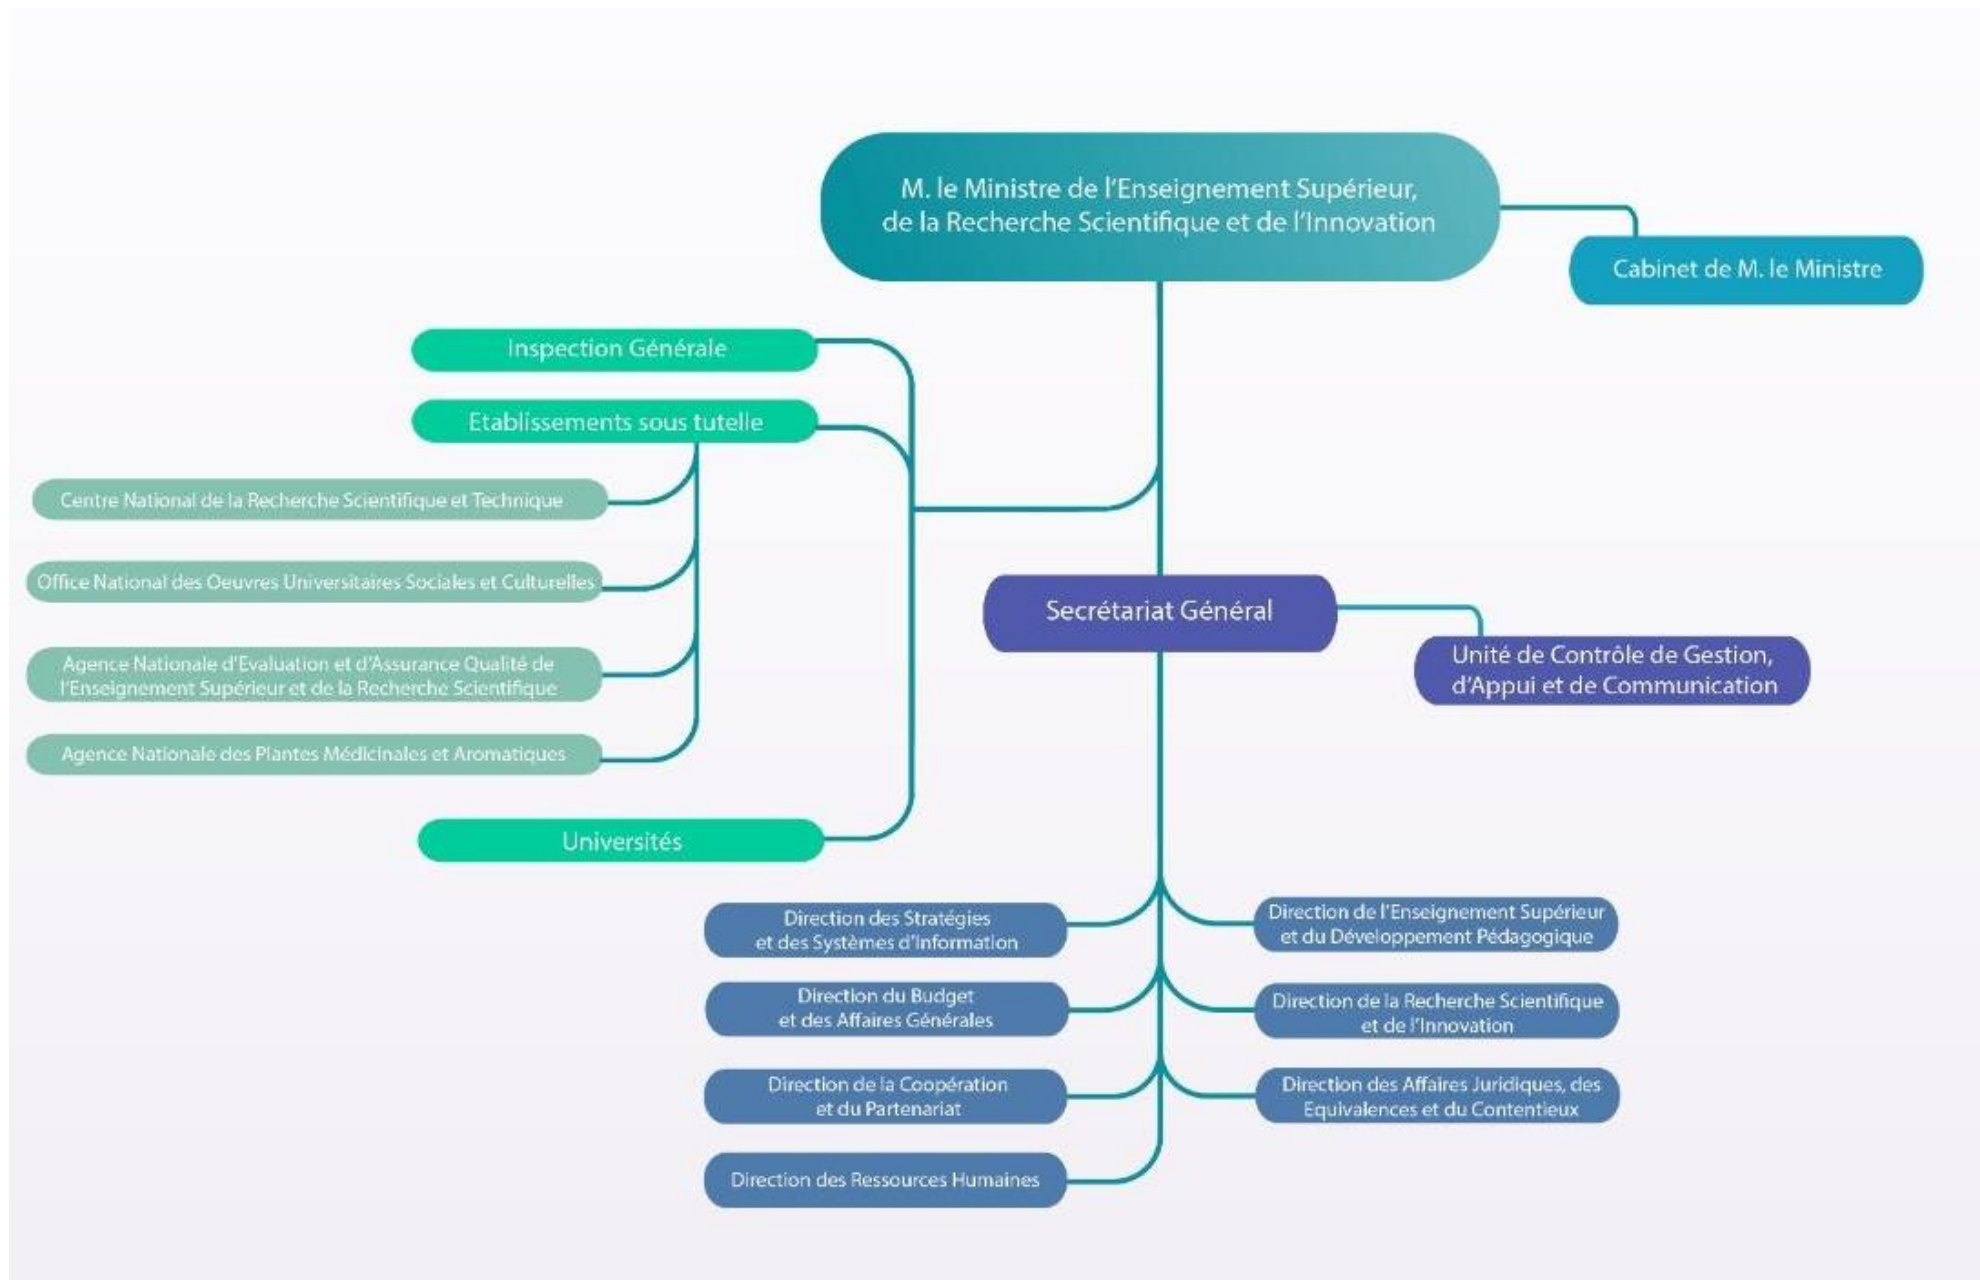 M. le Ministre de l'Enseignement Supérieur,
de la Recherche Scientifique et de l'Innovation
Cabinet de M. le Ministre
Inspection Générale
Etablissements sous tutelle
Centre National de la Recherche Scientifique et Technique
Office National des Oeuvres Universitaires Sociales et Culturelles
Agence Nationale d'Evaluation et d'Assurance Qualité de
l'Enseignement Supérieur et de la Recherche Scientifique
Agence Nationale des Plantes Médicinales et Aromatiques
Universités
Secrétariat Général
Unité de Contrôle de Gestion,
d'Appui et de Communication
Direction des Stratégies
et des Systèmes d'Information
Direction de l'Enseignement Supérieur
et du Développement Pédagogique
Direction du Budget
et des Affaires Générales
Direction de la Recherche Scientifique
et de l'Innovation
Direction de la Coopération
et du Partenariat
Direction des Affaires Juridiques, des
Equivalences et du Contentieux
Direction des Ressources Humaines